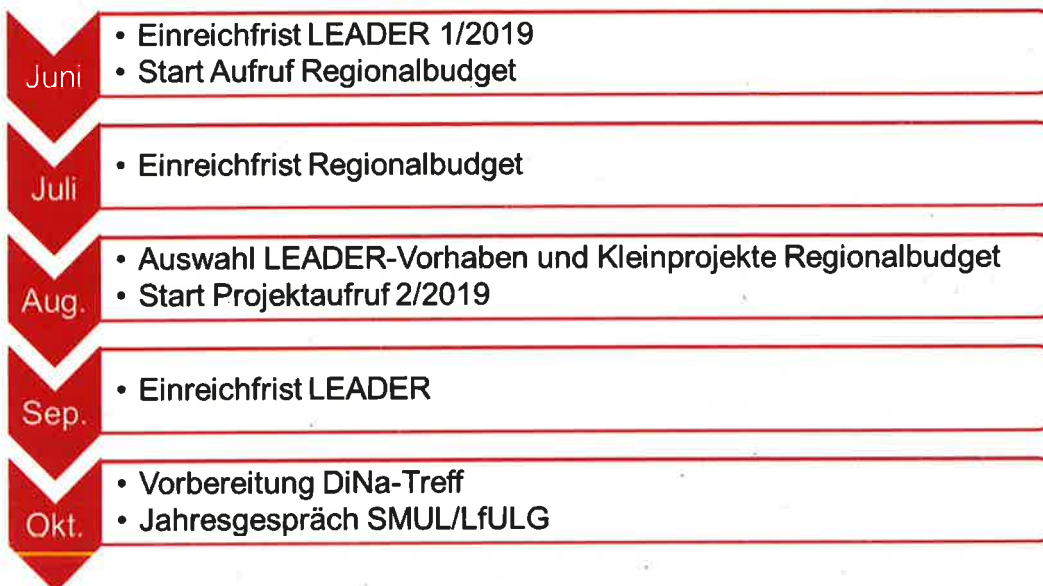 Juni
• Einreichfrist LEADER 1/2019
• Start Aufruf Regionalbudget
Juli
• Einreichfrist Regionalbudget
Aug.
• Auswahl LEADER-Vorhaben und Kleinprojekte Regionalbudget
• Start Projektaufruf 2/2019
Sep.
• Einreichfrist LEADER
Okt.
• Vorbereitung DiNa-Treff
• Jahresgespräch SMUL/LfULG